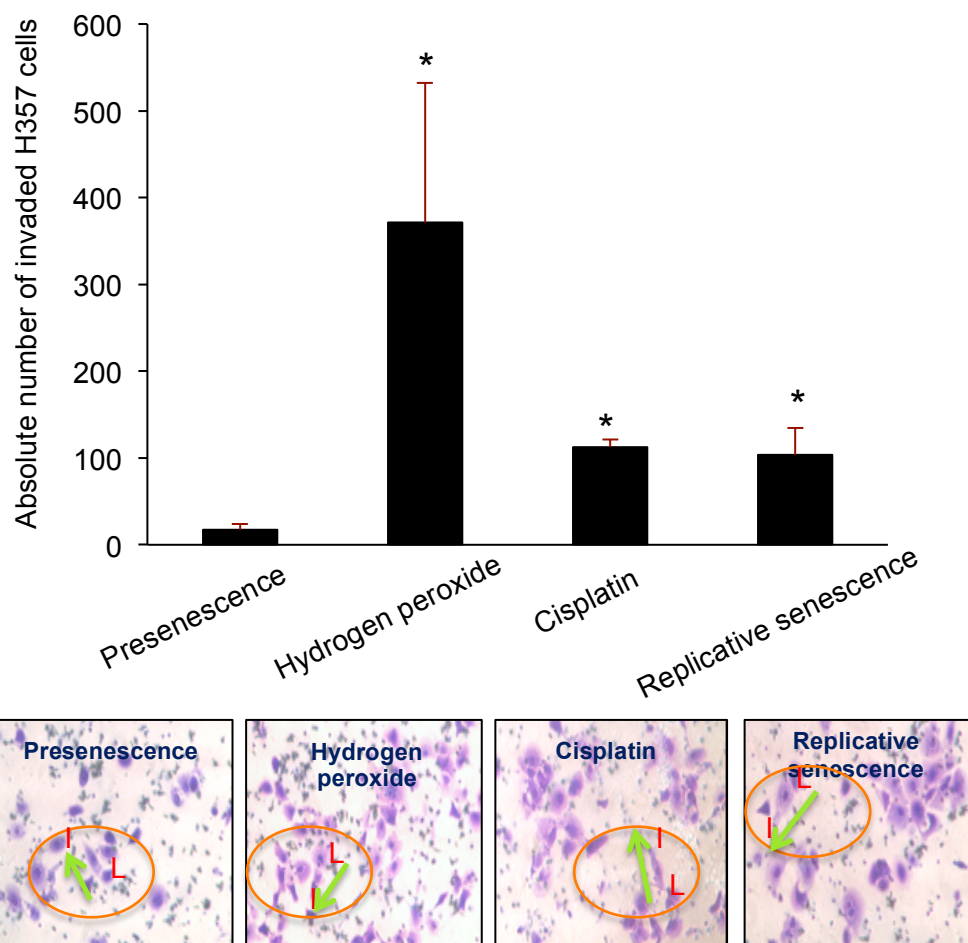 Absolute number of invaded H357 cells
600
500
400
300
200
100
0
*
*
*
Presenescence
Hydrogen peroxide
Cisplatin
Replicative senescence
Presenescence
I
L
Hydrogen
peroxide
L
I
Cisplatin
I
L
Replicative
senescence
L
I